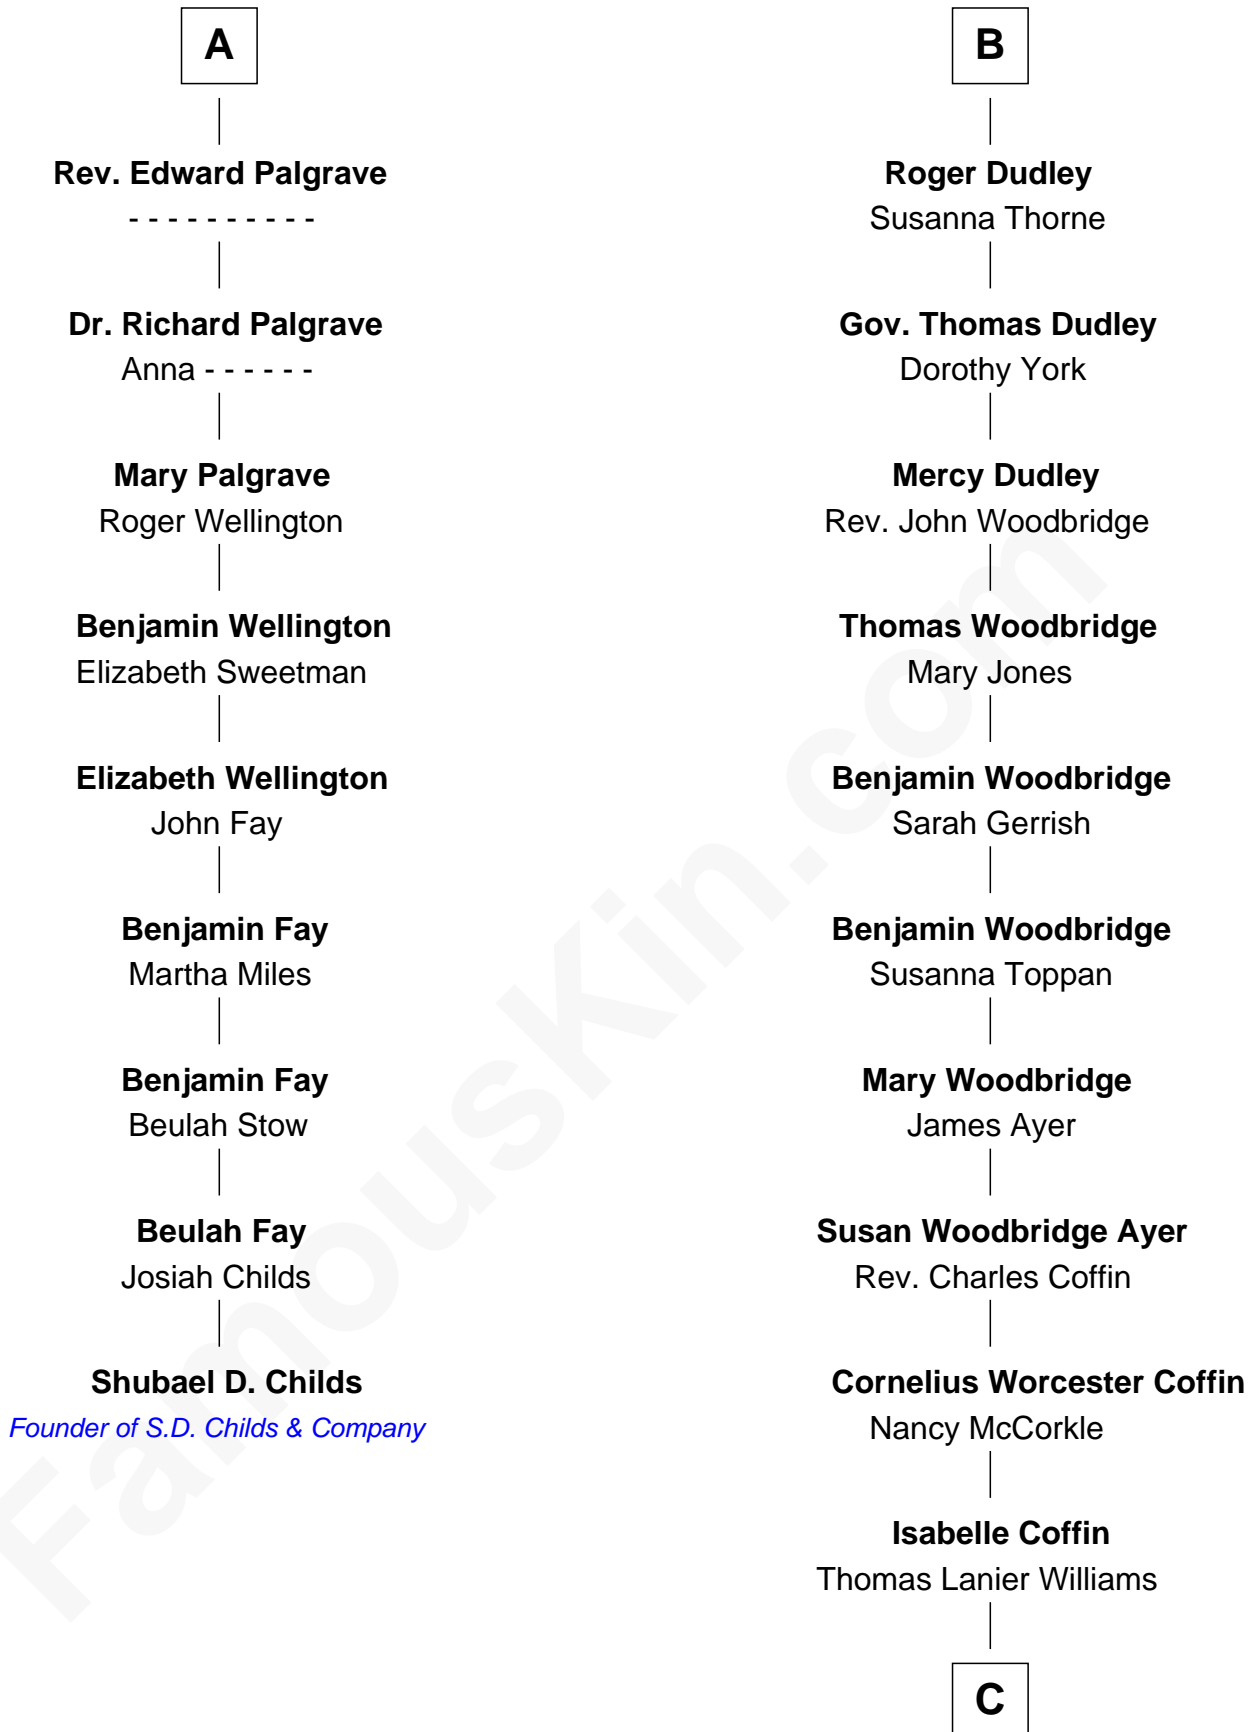 A
Rev. Edward Palgrave
- - - - - - - - - -
Dr. Richard Palgrave
Anna - - - - - -
Mary Palgrave
Roger Wellington
Benjamin Wellington
Elizabeth Sweetman
Elizabeth Wellington
John Fay
Benjamin Fay
Martha Miles
Benjamin Fay
Beulah Stow
Beulah Fay
Josiah Childs
Shubael D. Childs
Founder of S.D. Childs & Company
B
Roger Dudley
Susanna Thorne
Gov. Thomas Dudley
Dorothy York
Mercy Dudley
Rev. John Woodbridge
Thomas Woodbridge
Mary Jones
Benjamin Woodbridge
Sarah Gerrish
Benjamin Woodbridge
Susanna Toppan
Mary Woodbridge
James Ayer
Susan Woodbridge Ayer
Rev. Charles Coffin
Cornelius Worcester Coffin
Nancy McCorkle
Isabelle Coffin
Thomas Lanier Williams
C
FamousKin.com